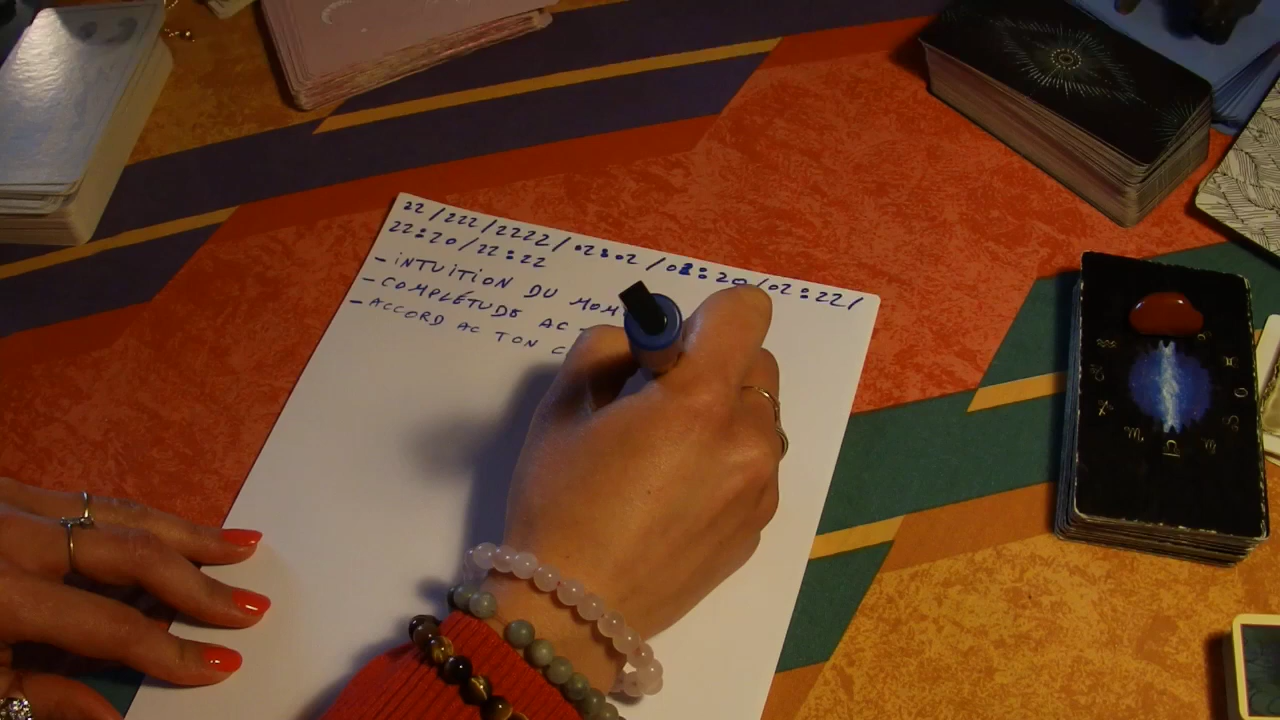 22 / 222 / 2222 / 02:02 / 02:20 / 02:22 /
22:20 / 22:22
- INTUITION DU
- COMPLÉTUDE AC
- ACCORD AC TON